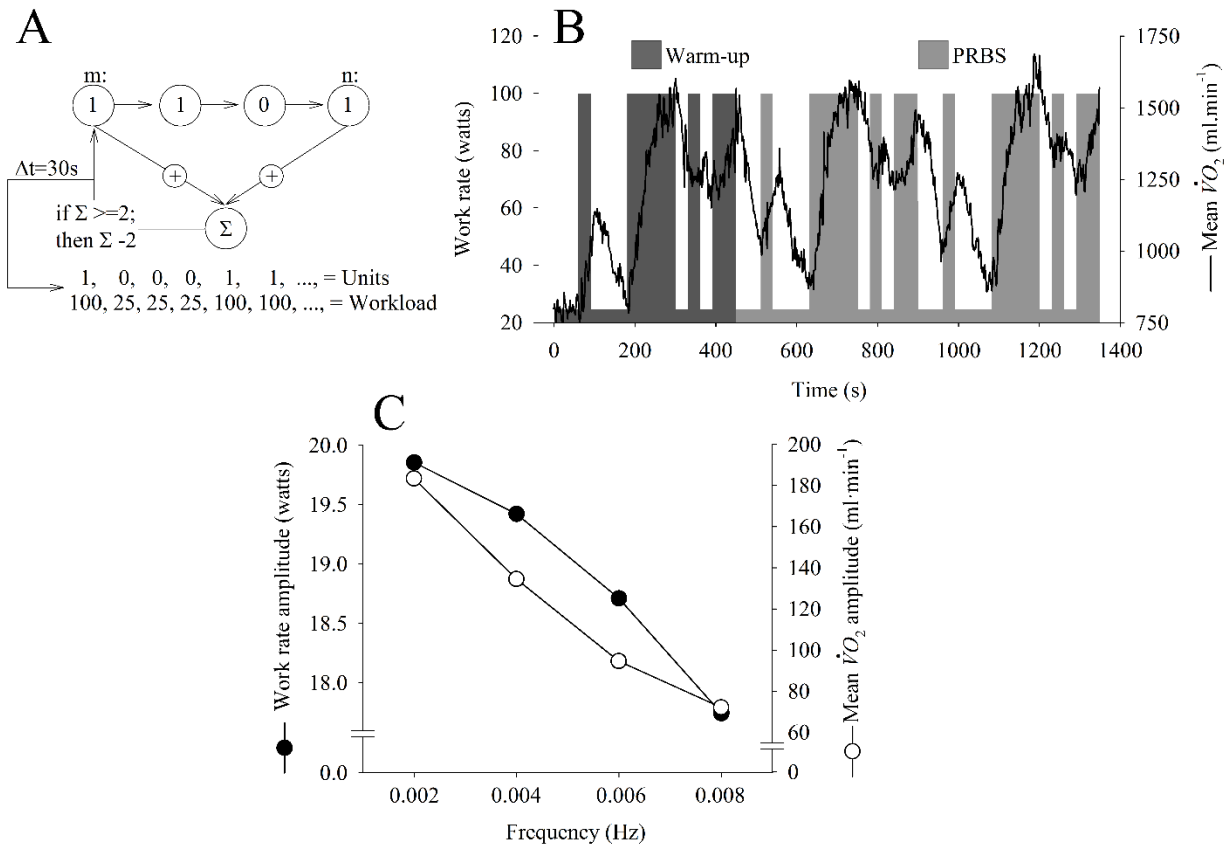 A
m:
n:
1
1
0
1
Δt=30s
+
+
if Σ >=2;
then Σ -2
Σ
1, 0, 0, 0, 1, 1, ..., = Units
100, 25, 25, 25, 100, 100, ..., = Workload
B
Warm-up
PRBS
Work rate (watts)
120
100
80
60
40
20
1750
1500
1250
1000
750
Mean V̇O₂ (ml.min⁻¹)
0 200 400 600 800 1000 1200 1400
Time (s)
C
Work rate amplitude (watts)
20.0
19.5
19.0
18.5
18.0
0.0
200
180
160
140
120
100
80
60
0
Mean V̇O₂ amplitude (ml·min⁻¹)
0.002 0.004 0.006 0.008
Frequency (Hz)